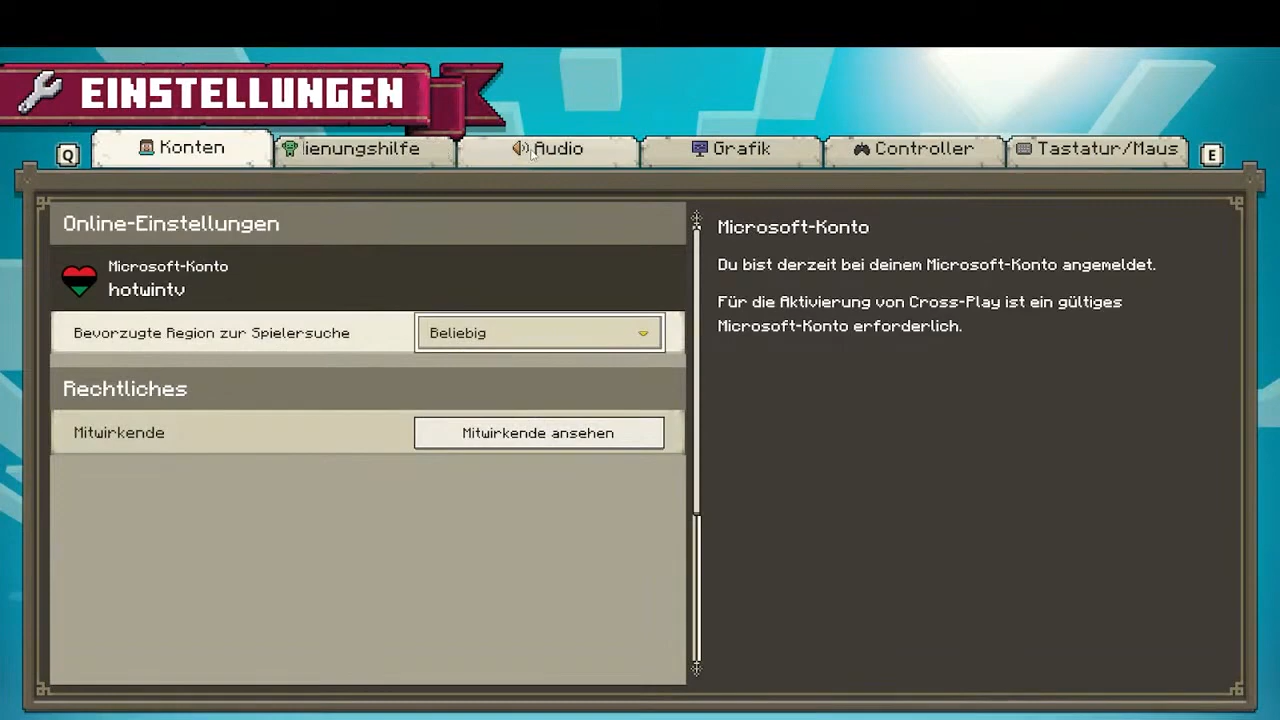 EINSTELLUNGEN
Q
Konten
ienungshilfe
Audio
Grafik
Controller
Tastatur/Maus
E
Online-Einstellungen
Microsoft-Konto
hotwintv
Bevorzugte Region zur Spielersuche
Beliebig
Rechtliches
Mitwirkende
Mitwirkende ansehen
Microsoft-Konto
Du bist derzeit bei deinem Microsoft-Konto angemeldet.
Für die Aktivierung von Cross-Play ist ein gültiges
Microsoft-Konto erforderlich.